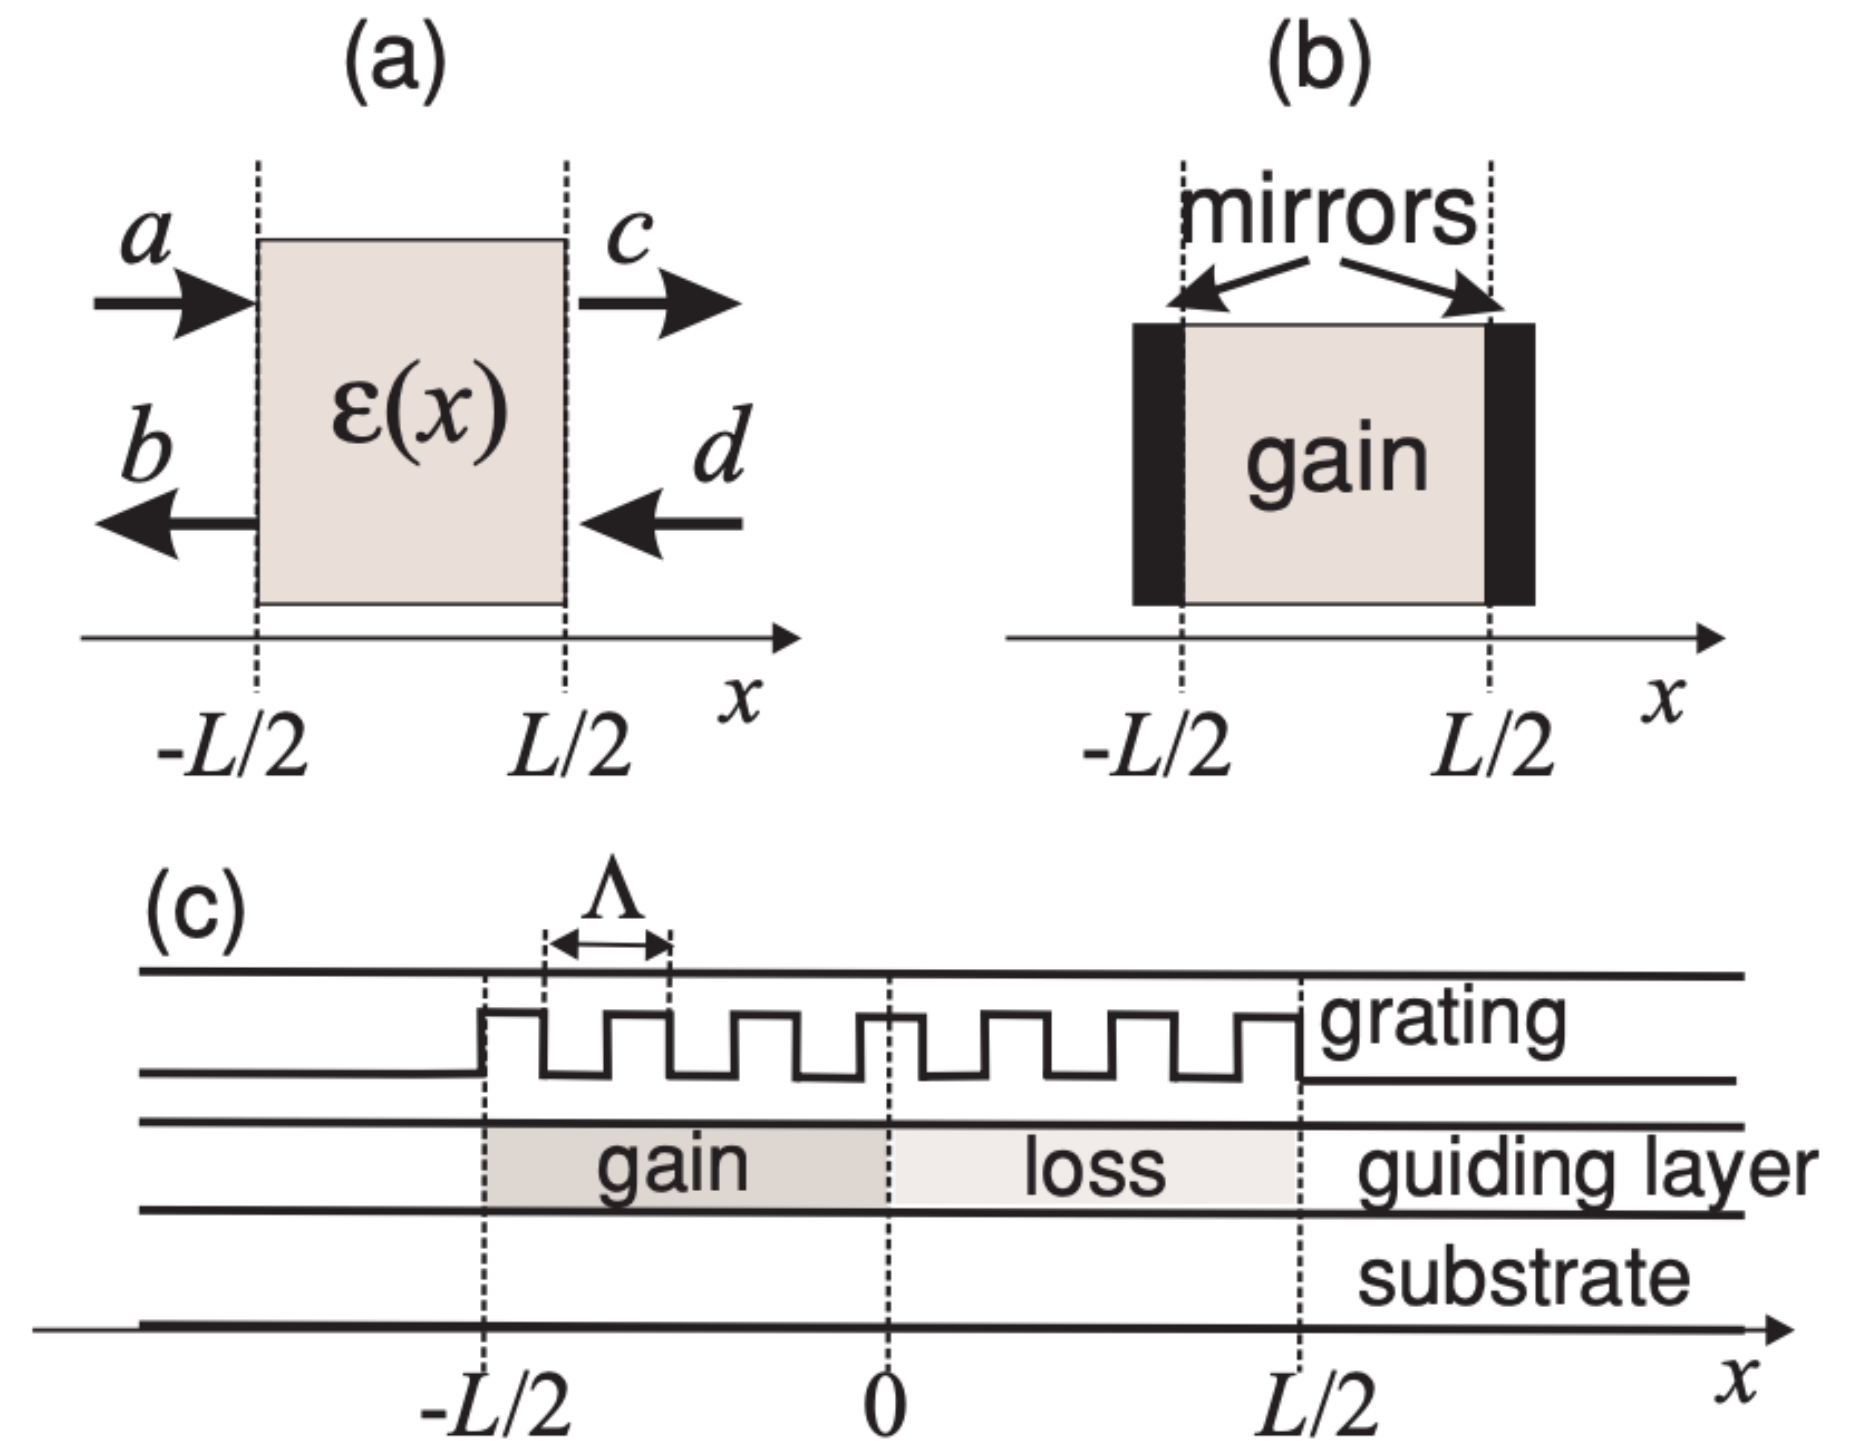 (a)
a
c
ε(x)
b
d
x
-L/2
L/2
(b)
mirrors
gain
x
-L/2
L/2
(c)
Λ
grating
gain
loss
guiding layer
substrate
x
-L/2
0
L/2